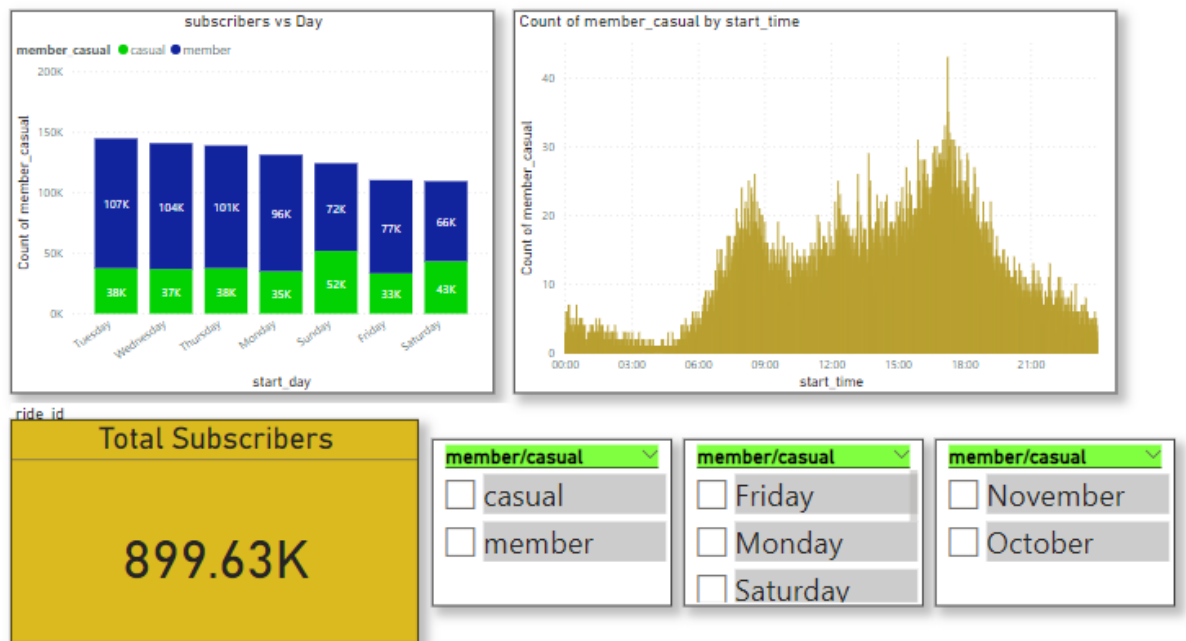 subscribers vs Day
member_casual casual member
Count of member_casual
200K
150K
100K
50K
0K
107K
104K
101K
96K
72K
77K
66K
38K
37K
38K
35K
52K
33K
43K
Tuesday
Wednesday
Thursday
Monday
Sunday
Friday
Saturday
start_day
Count of member_casual by start_time
Count of member_casual
40
30
20
10
0
00:00 03:00 06:00 09:00 12:00 15:00 18:00 21:00
start_time
ride_id
Total Subscribers
899.63K
member/casual
casual
member
member/casual
Friday
Monday
Saturday
member/casual
November
October